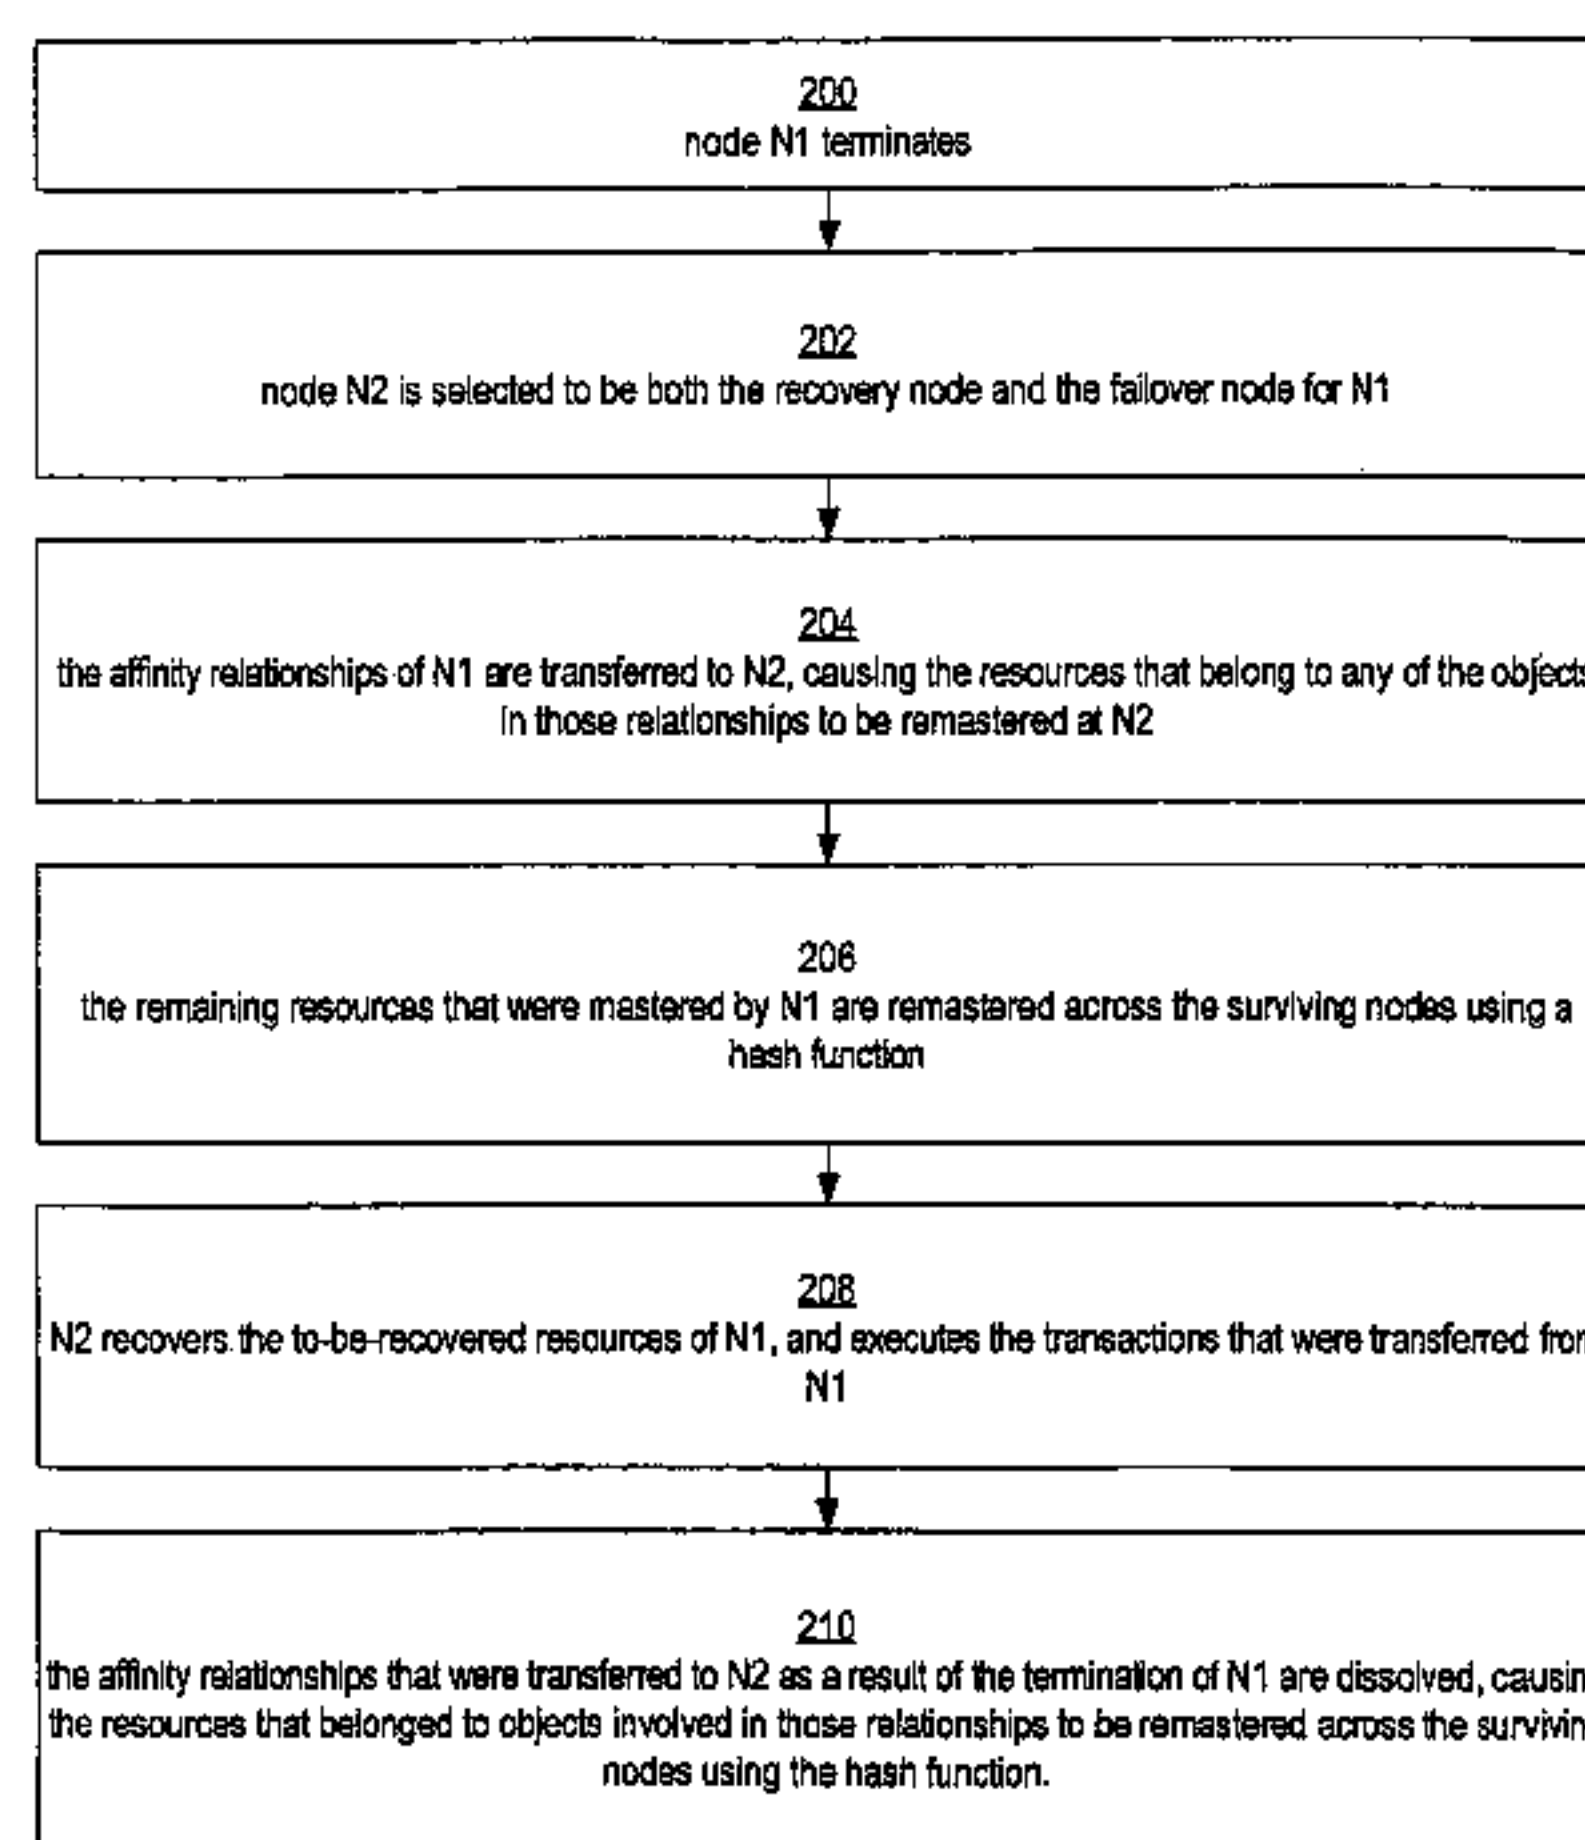 200
node N1 terminates
202
node N2 is selected to be both the recovery node and the failover node for N1
204
the affinity relationships of N1 are transferred to N2, causing the resources that belong to any of the objects
in those relationships to be remastered at N2
206
the remaining resources that were mastered by N1 are remastered across the surviving nodes using a
hash function
208
N2 recovers the to-be-recovered resources of N1, and executes the transactions that were transferred from
N1
210
the affinity relationships that were transferred to N2 as a result of the termination of N1 are dissolved, causin
the resources that belonged to objects involved in those relationships to be remastered across the survivin
nodes using the hash function.